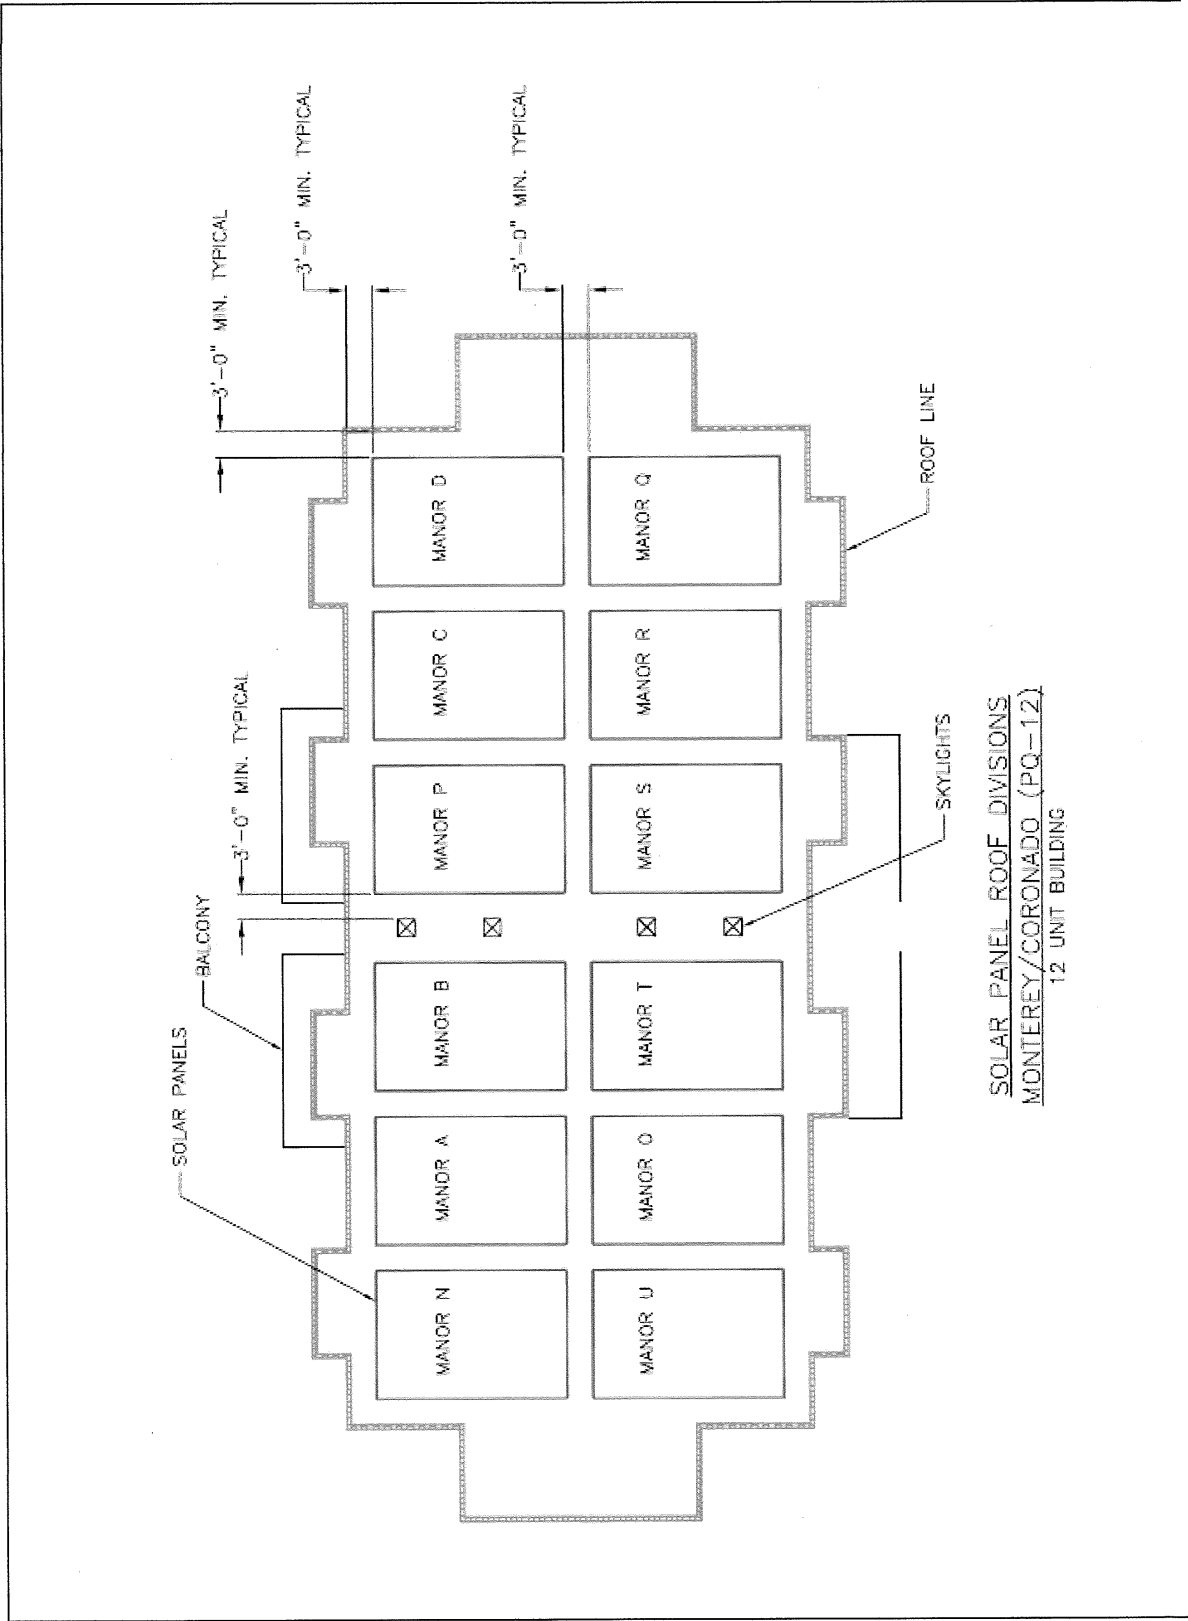 SOLAR PANELS
BALCONY
3'-0" MIN. TYPICAL
3'-0" MIN. TYPICAL
3'-0" MIN. TYPICAL
3'-0" MIN. TYPICAL
MANOR N
MANOR A
MANOR B
MANOR P
MANOR C
MANOR D
MANOR U
MANOR O
MANOR T
MANOR S
MANOR R
MANOR Q
SKYLIGHTS
ROOF LINE
SOLAR PANEL ROOF DIVISIONS
MONTEREY/CORONADO (PQ-12)
12 UNIT BUILDING